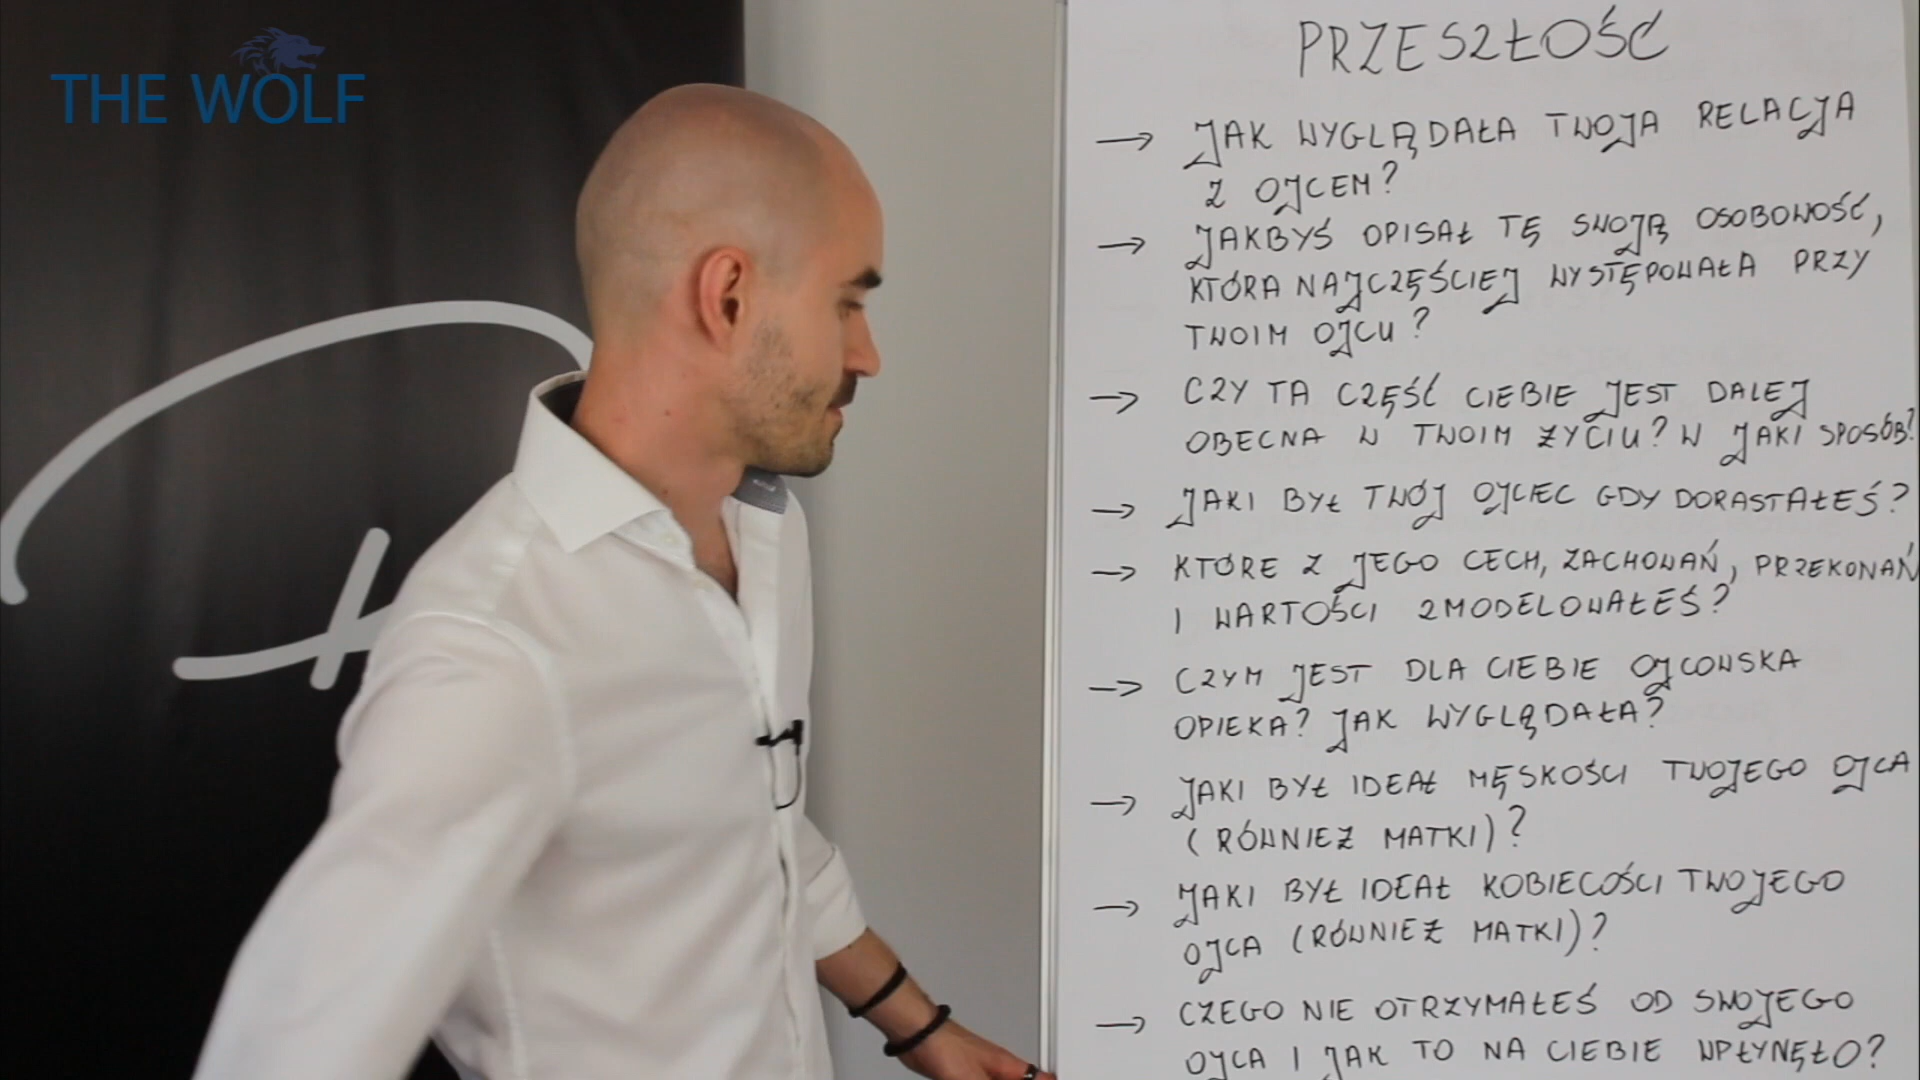 THE WOLF
PRZESZŁOŚĆ
→ JAK WYGLĄDAŁA TWOJA RELACJA
Z OJCEM?
→ JAKBYŚ OPISAŁ TĘ SWOJĄ OSOBOWOŚĆ,
KTÓRA NAJCZĘŚCIEJ WYSTĘPOWAŁA PRZY
TWOIM OJCU?
→ CZY TA CZĘŚĆ CIEBIE JEST DALEJ
OBECNA W TWOIM ŻYCIU? W JAKI SPOSÓB?
→ JAKI BYŁ TWÓJ OJCIEC GDY DORASTAŁEŚ?
→ KTÓRE Z JEGO CECH, ZACHOWAŃ, PRZEKONAŃ
I WARTOŚCI ZMODELOWAŁEŚ?
→ CZYM JEST DLA CIEBIE OJCOWSKA
OPIEKA? JAK WYGLĄDAŁA?
→ JAKI BYŁ IDEAŁ MĘSKOŚCI TWOJEGO OJCA
(RÓWNIEŻ MATKI)?
→ JAKI BYŁ IDEAŁ KOBIECOŚCI TWOJEGO
OJCA (RÓWNIEŻ MATKI)?
→ CZEGO NIE OTRZYMAŁEŚ OD SWOJEGO
OJCA I JAK TO NA CIEBIE WPŁYNĘŁO?